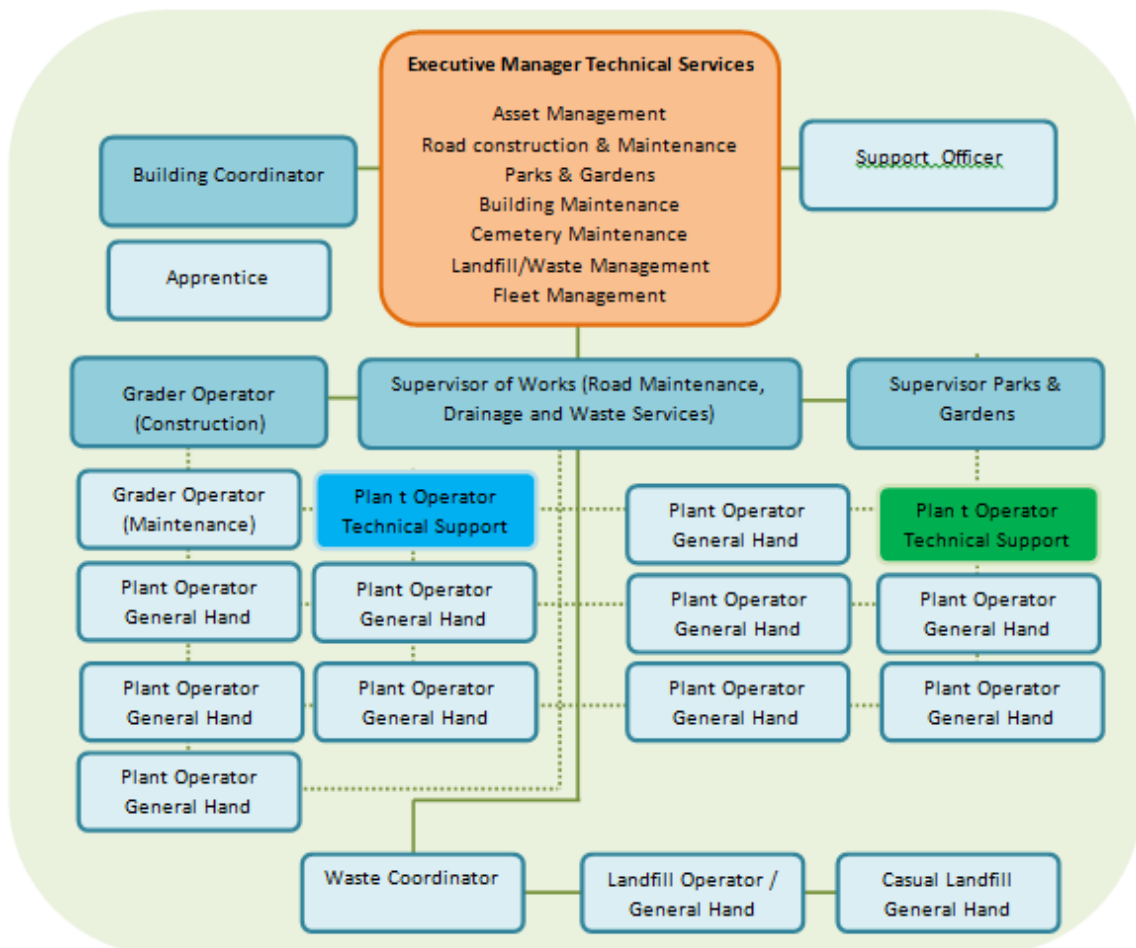 Executive Manager Technical Services
Asset Management
Road construction & Maintenance
Parks & Gardens
Building Maintenance
Cemetery Maintenance
Landfill/Waste Management
Fleet Management
Building Coordinator
Support Officer
Apprentice
Grader Operator
(Construction)
Supervisor of Works (Road Maintenance,
Drainage and Waste Services)
Supervisor Parks &
Gardens
Grader Operator
(Maintenance)
Plan t Operator
Technical Support
Plant Operator
General Hand
Plan t Operator
Technical Support
Plant Operator
General Hand
Plant Operator
General Hand
Plant Operator
General Hand
Plant Operator
General Hand
Plant Operator
General Hand
Plant Operator
General Hand
Plant Operator
General Hand
Plant Operator
General Hand
Plant Operator
General Hand
Waste Coordinator
Landfill Operator /
General Hand
Casual Landfill
General Hand